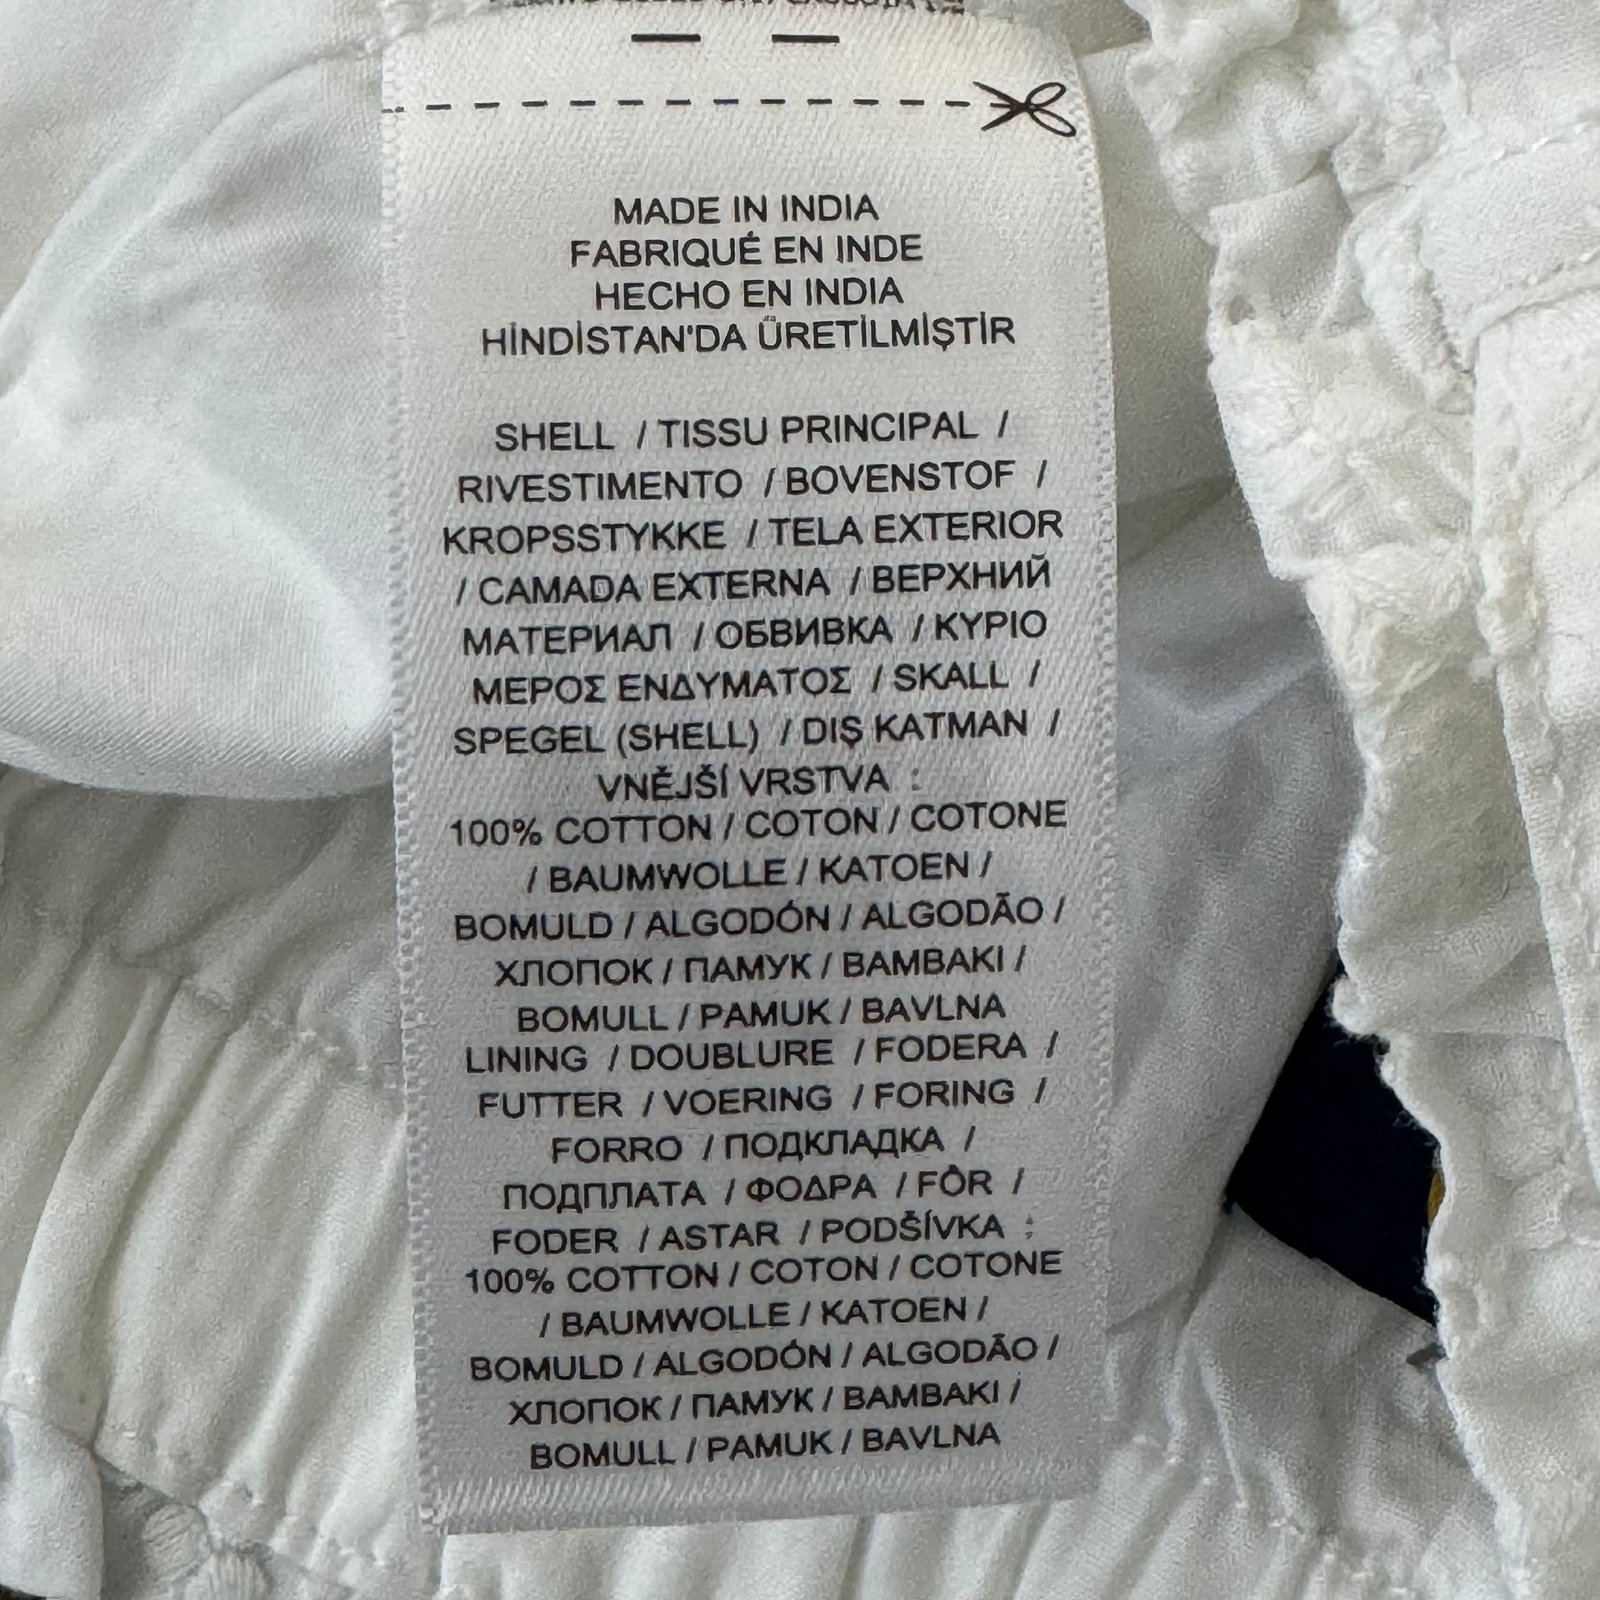 MADE IN INDIA
FABRIQUÉ EN INDE
HECHO EN INDIA
HİNDİSTAN'DA ÜRETİLMİŞTİR
SHELL / TISSU PRINCIPAL /
RIVESTIMENTO / BOVENSTOF /
KROPSSTYKKE / TELA EXTERIOR
/ CAMADA EXTERNA / ВЕРХНИЙ
МАТЕРИАЛ / ОБВИВКА / ΚΥΡΙΟ
ΜΕΡΟΣ ΕΝΔΥΜΑΤΟΣ / SKALL /
SPEGEL (SHELL) / DIŞ KATMAN /
VNĚJŠÍ VRSTVA :
100% COTTON / COTON / COTONE
/ BAUMWOLLE / KATOEN /
BOMULD / ALGODÓN / ALGODÃO /
ХЛОПОК / ПАМУК / ΒΑΜΒΑΚΙ /
BOMULL / PAMUK / BAVLNA
LINING / DOUBLURE / FODERA /
FUTTER / VOERING / FORING /
FORRO / ПОДКЛАДКА /
ПОДПЛАТА / ΦΟΔΡΑ / FÔR /
FODER / ASTAR / PODŠÍVKA :
100% COTTON / COTON / COTONE
/ BAUMWOLLE / KATOEN /
BOMULD / ALGODÓN / ALGODÃO /
ХЛОПОК / ПАМУК / ΒΑΜΒΑΚΙ /
BOMULL / PAMUK / BAVLNA